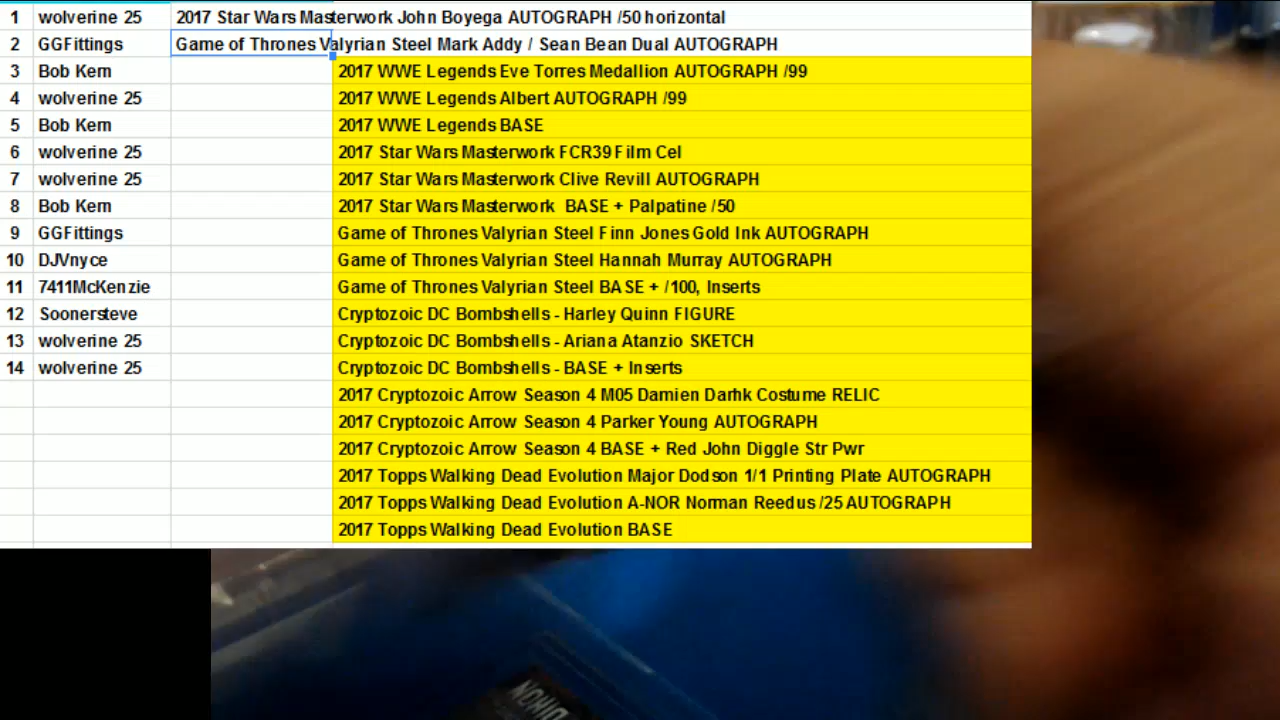 1 wolverine 25 2017 Star Wars Masterwork John Boyega AUTOGRAPH /50 horizontal
2 GGFittings Game of Thrones Valyrian Steel Mark Addy / Sean Bean Dual AUTOGRAPH
3 Bob Kern 2017 WWE Legends Eve Torres Medallion AUTOGRAPH /99
4 wolverine 25 2017 WWE Legends Albert AUTOGRAPH /99
5 Bob Kern 2017 WWE Legends BASE
6 wolverine 25 2017 Star Wars Masterwork FCR39 Film Cel
7 wolverine 25 2017 Star Wars Masterwork Clive Revill AUTOGRAPH
8 Bob Kern 2017 Star Wars Masterwork BASE + Palpatine /50
9 GGFittings Game of Thrones Valyrian Steel Finn Jones Gold Ink AUTOGRAPH
10 DJVnyce Game of Thrones Valyrian Steel Hannah Murray AUTOGRAPH
11 7411McKenzie Game of Thrones Valyrian Steel BASE + /100, Inserts
12 Soonersteve Cryptozoic DC Bombshells - Harley Quinn FIGURE
13 wolverine 25 Cryptozoic DC Bombshells - Ariana Atanzio SKETCH
14 wolverine 25 Cryptozoic DC Bombshells - BASE + Inserts
2017 Cryptozoic Arrow Season 4 M05 Damien Darhk Costume RELIC
2017 Cryptozoic Arrow Season 4 Parker Young AUTOGRAPH
2017 Cryptozoic Arrow Season 4 BASE + Red John Diggle Str Pwr
2017 Topps Walking Dead Evolution Major Dodson 1/1 Printing Plate AUTOGRAPH
2017 Topps Walking Dead Evolution A-NOR Norman Reedus /25 AUTOGRAPH
2017 Topps Walking Dead Evolution BASE